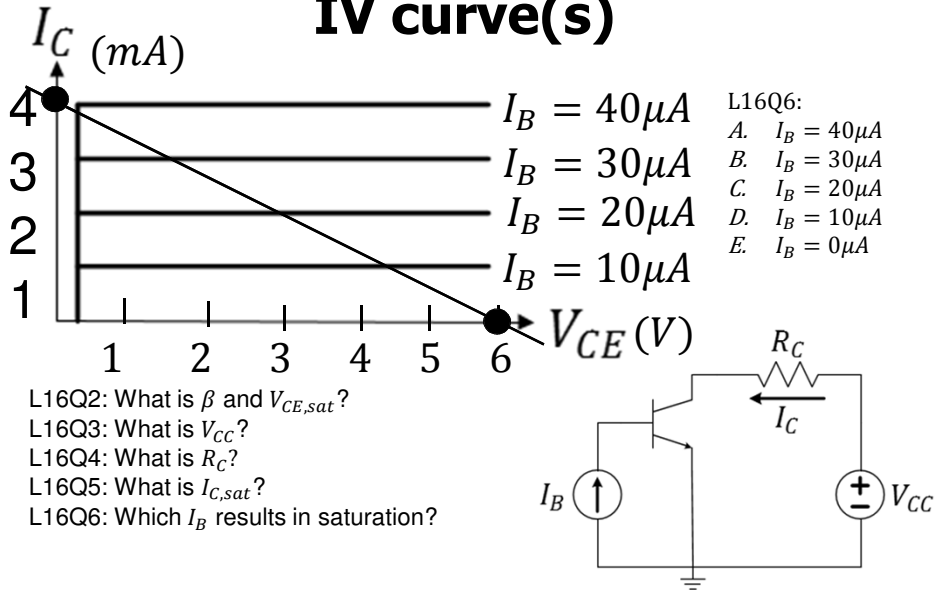 IV curve(s)
I_C (mA)
4
3
2
1
I_B = 40μA
I_B = 30μA
I_B = 20μA
I_B = 10μA
1 2 3 4 5 6
V_CE (V)
L16Q6:
A. I_B = 40μA
B. I_B = 30μA
C. I_B = 20μA
D. I_B = 10μA
E. I_B = 0μA
L16Q2: What is β and V_CE,sat?
L16Q3: What is V_CC?
L16Q4: What is R_C?
L16Q5: What is I_C,sat?
L16Q6: Which I_B results in saturation?
R_C
I_C
I_B
+
−
V_CC